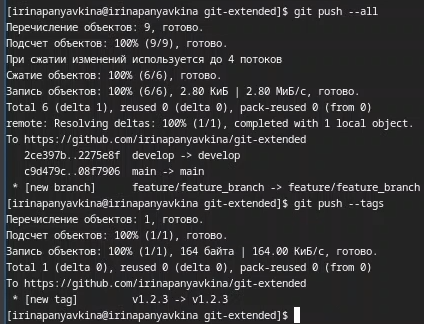 [irinapanyavkina@irinapanyavkina git-extended]$ git push --all
Перечисление объектов: 9, готово.
Подсчет объектов: 100% (9/9), готово.
При сжатии изменений используется до 4 потоков
Сжатие объектов: 100% (6/6), готово.
Запись объектов: 100% (6/6), 2.80 КиБ | 2.80 МиБ/с, готово.
Total 6 (delta 1), reused 0 (delta 0), pack-reused 0 (from 0)
remote: Resolving deltas: 100% (1/1), completed with 1 local object.
To https://github.com/irinapanyavkina/git-extended
   2ce397b..2275e8f  develop -> develop
   c9d479c..08f7906  main -> main
 * [new branch]      feature/feature_branch -> feature/feature_branch
[irinapanyavkina@irinapanyavkina git-extended]$ git push --tags
Перечисление объектов: 1, готово.
Подсчет объектов: 100% (1/1), готово.
Запись объектов: 100% (1/1), 164 байта | 164.00 КиБ/с, готово.
Total 1 (delta 0), reused 0 (delta 0), pack-reused 0 (from 0)
To https://github.com/irinapanyavkina/git-extended
 * [new tag]         v1.2.3 -> v1.2.3
[irinapanyavkina@irinapanyavkina git-extended]$